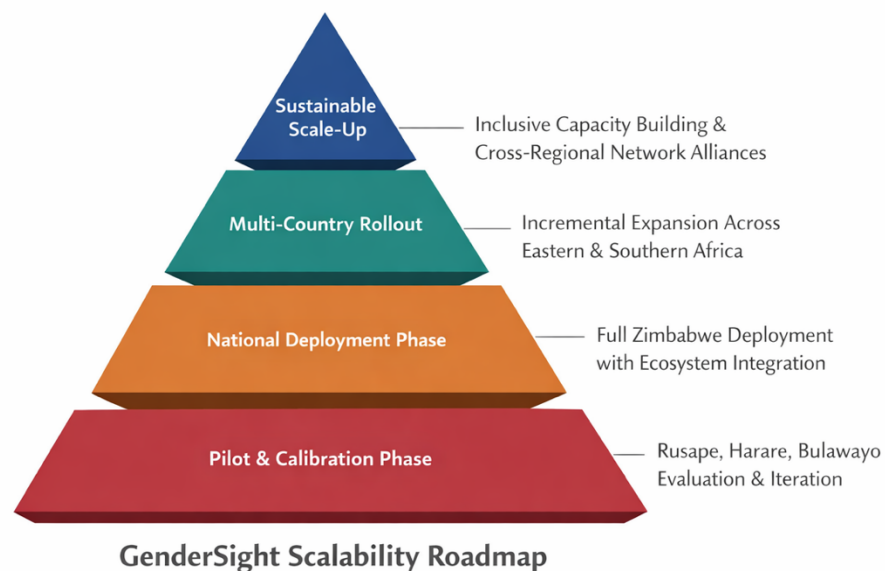 Sustainable
Scale-Up
Inclusive Capacity Building &
Cross-Regional Network Alliances
Multi-Country Rollout
Incremental Expansion Across
Eastern & Southern Africa
National Deployment Phase
Full Zimbabwe Deployment
with Ecosystem Integration
Pilot & Calibration Phase
Rusape, Harare, Bulawayo
Evaluation & Iteration
GenderSight Scalability Roadmap